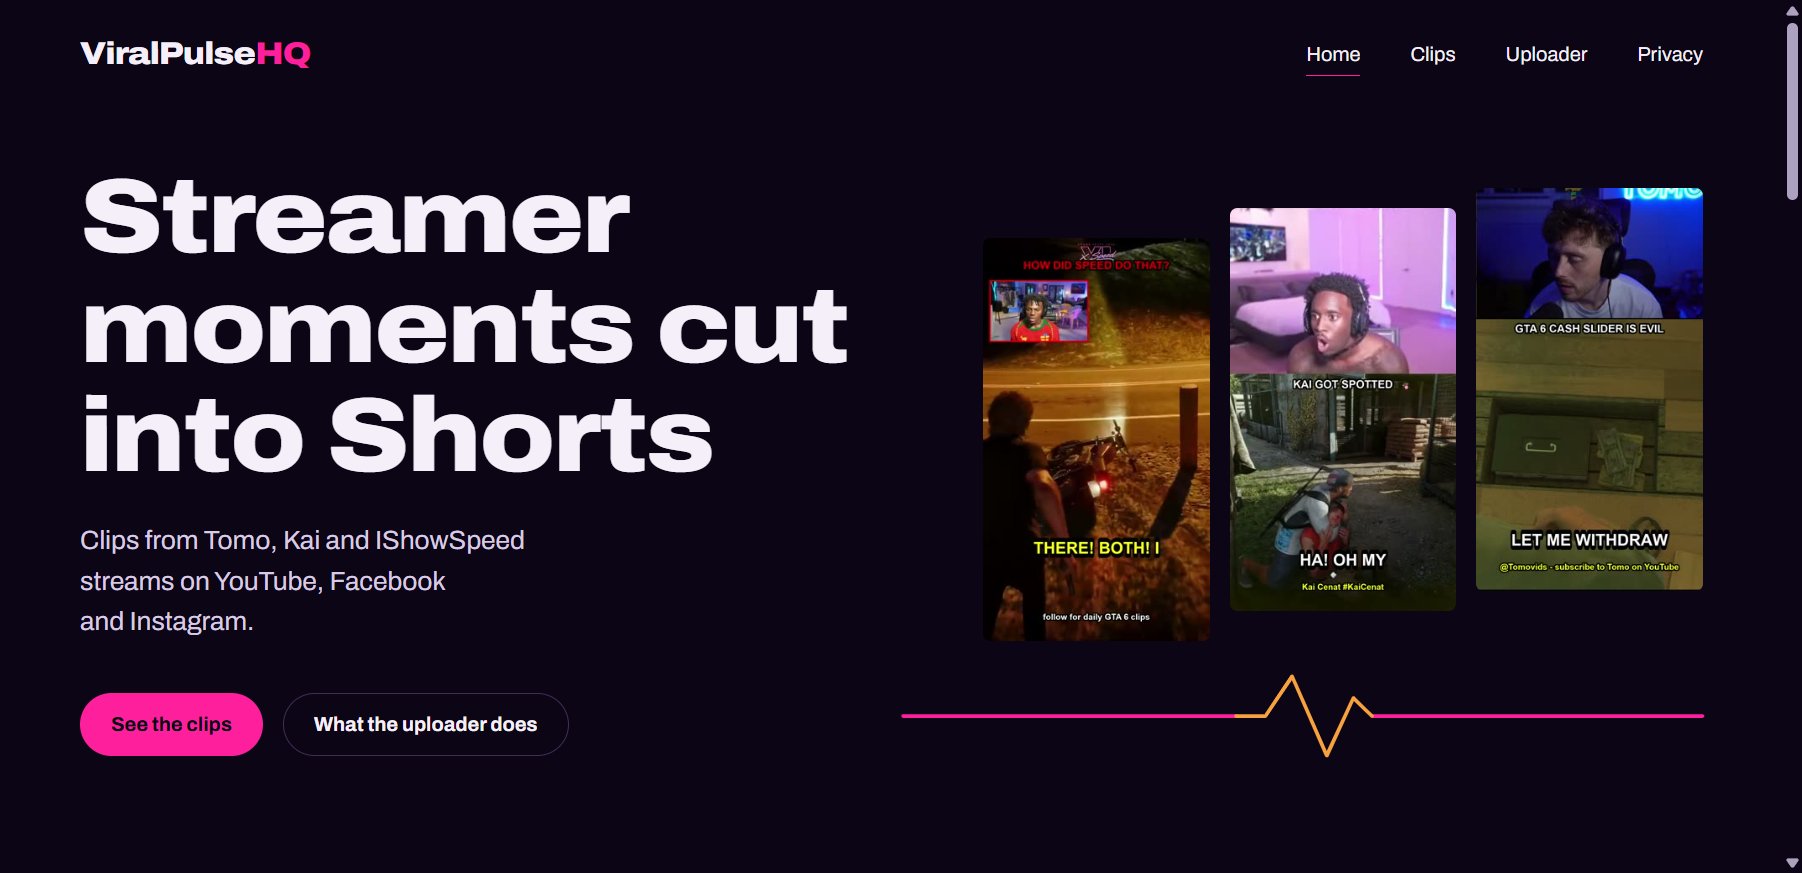 ViralPulseHQ
Home
Clips
Uploader
Privacy
Streamer
moments cut
into Shorts
Clips from Tomo, Kai and IShowSpeed
streams on YouTube, Facebook
and Instagram.
See the clips
What the uploader does
HOW DID SPEED DO THAT?
THERE! BOTH! I
follow for daily GTA 6 clips
KAI GOT SPOTTED
HA! OH MY
Kai Cenat #KaiCenat
TOMO
GTA 6 CASH SLIDER IS EVIL
LET ME WITHDRAW
@Tomovids - subscribe to Tomo on YouTube